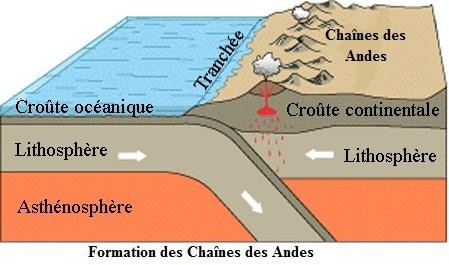 Chaînes des
Andes
Tranchée
Croûte océanique
Croûte continentale
Lithosphère
Lithosphère
Asthénosphère
Formation des Chaînes des Andes